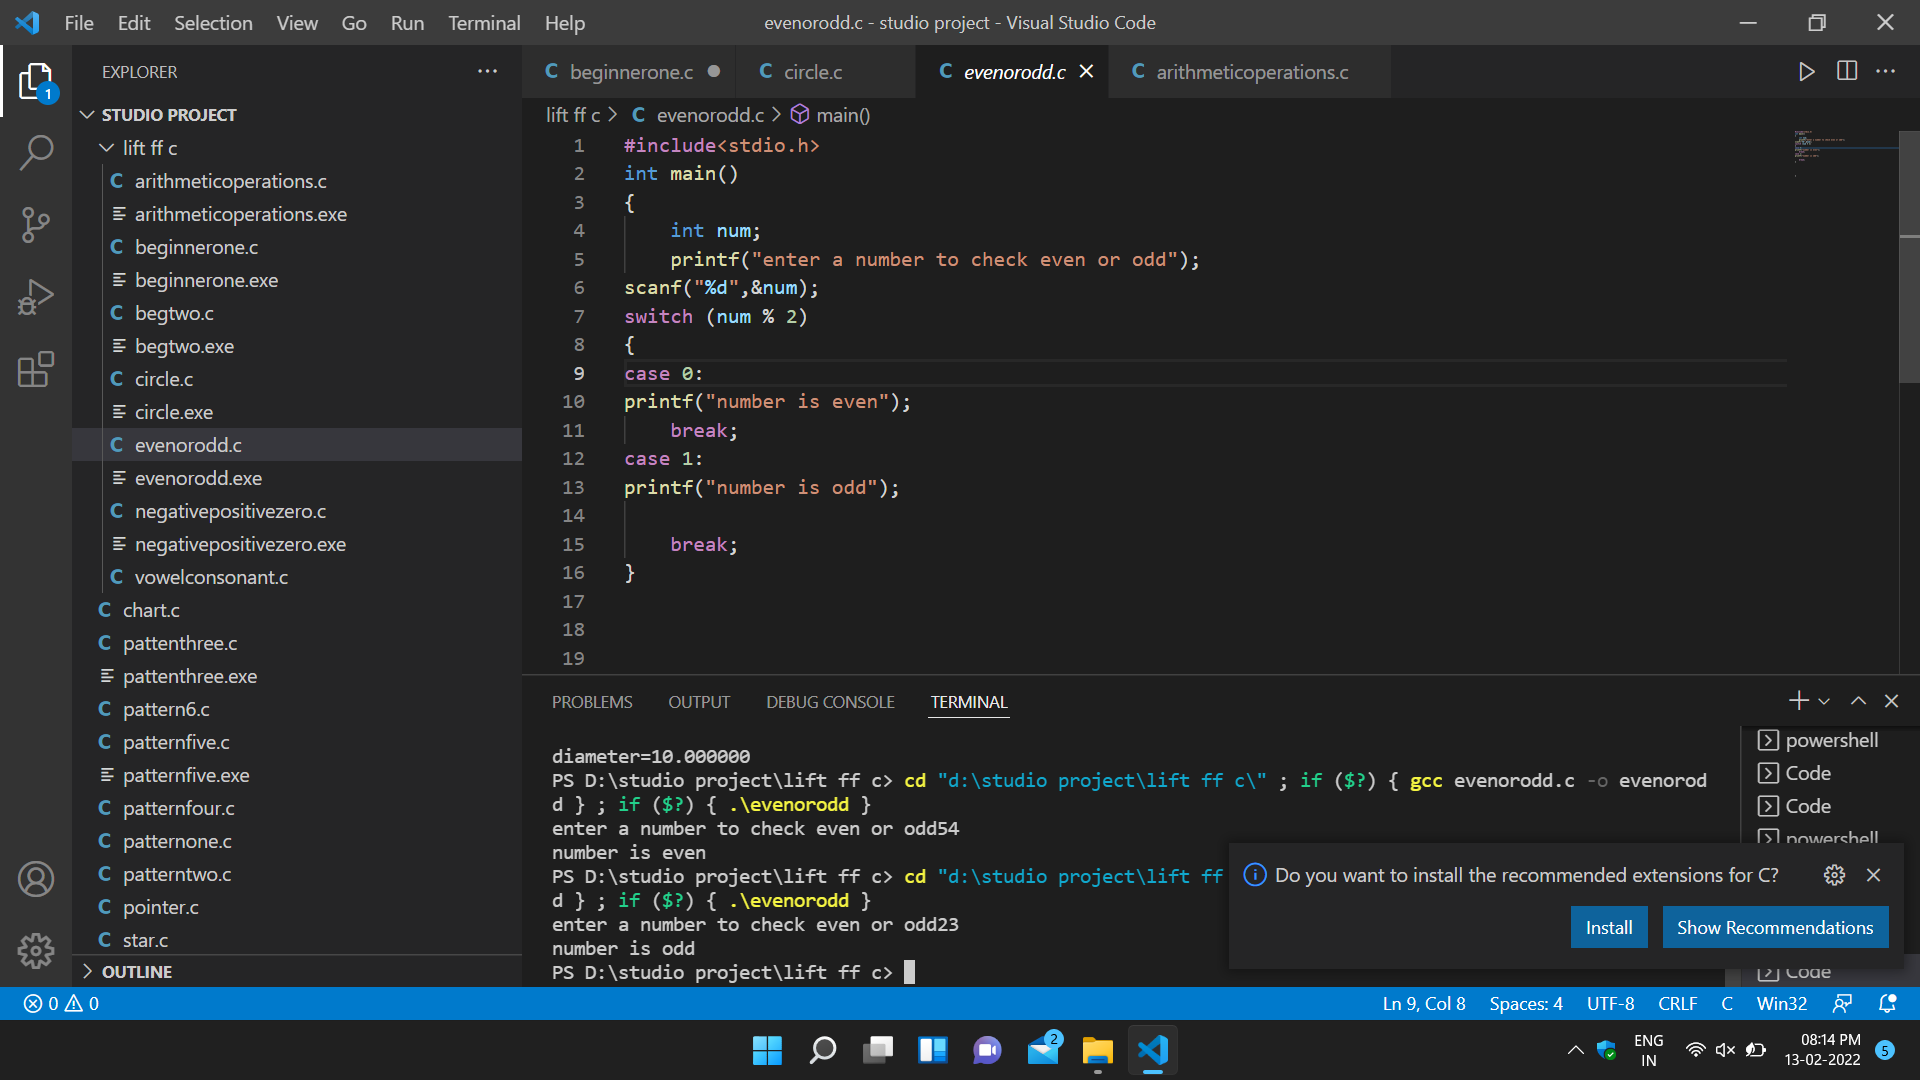 File Edit Selection View Go Run Terminal Help
evenorodd.c - studio project - Visual Studio Code
EXPLORER
1
STUDIO PROJECT
lift ff c
C arithmeticoperations.c
arithmeticoperations.exe
C beginnerone.c
beginnerone.exe
C begtwo.c
begtwo.exe
C circle.c
circle.exe
C evenorodd.c
evenorodd.exe
C negativepositivezero.c
negativepositivezero.exe
C vowelconsonant.c
C chart.c
C pattenthree.c
pattenthree.exe
C pattern6.c
C patternfive.c
patternfive.exe
C patternfour.c
C patternone.c
C patterntwo.c
C pointer.c
C star.c
OUTLINE
C beginnerone.c C circle.c C evenorodd.c C arithmeticoperations.c
lift ff c > C evenorodd.c > main()
1 #include<stdio.h>
2 int main()
3 {
4 int num;
5 printf("enter a number to check even or odd");
6 scanf("%d",&num);
7 switch (num % 2)
8 {
9 case 0:
10 printf("number is even");
11 break;
12 case 1:
13 printf("number is odd");
14
15 break;
16 }
17
18
19
PROBLEMS OUTPUT DEBUG CONSOLE TERMINAL
diameter=10.000000
PS D:\studio project\lift ff c> cd "d:\studio project\lift ff c\" ; if ($?) { gcc evenorodd.c -o evenorod
d } ; if ($?) { .\evenorodd }
enter a number to check even or odd54
number is even
PS D:\studio project\lift ff c> cd "d:\studio project\lift ff
d } ; if ($?) { .\evenorodd }
enter a number to check even or odd23
number is odd
PS D:\studio project\lift ff c>
powershell
Code
Code
powershell
Code
Do you want to install the recommended extensions for C?
Install Show Recommendations
0 0
Ln 9, Col 8 Spaces: 4 UTF-8 CRLF C Win32
2
ENG
IN
08:14 PM
13-02-2022
5